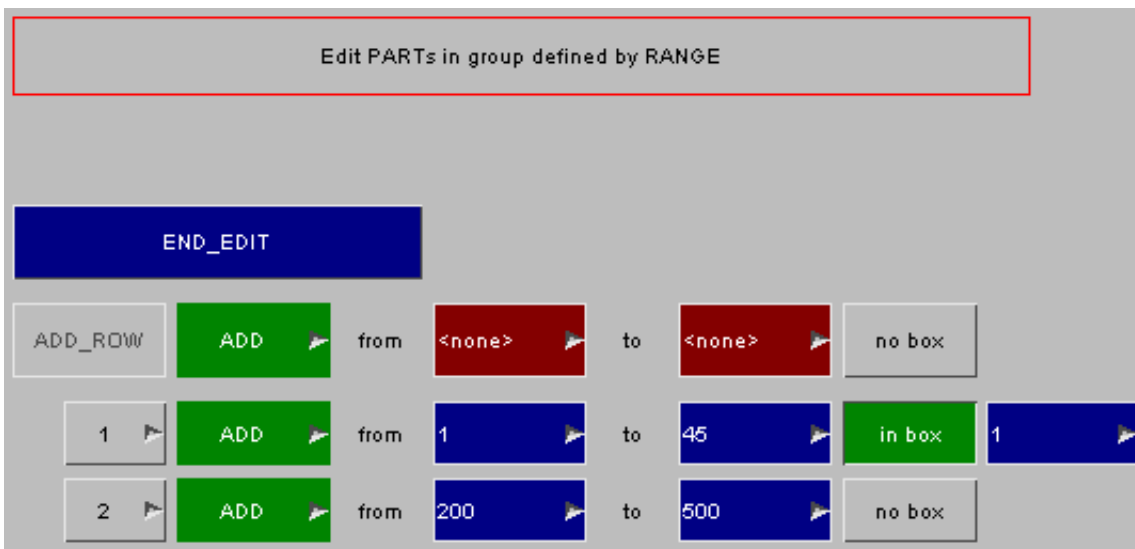 Edit PARTs in group defined by RANGE
END_EDIT
ADD_ROW ADD from <none> to <none> no box
1 ADD from 1 to 45 in box 1
2 ADD from 200 to 500 no box